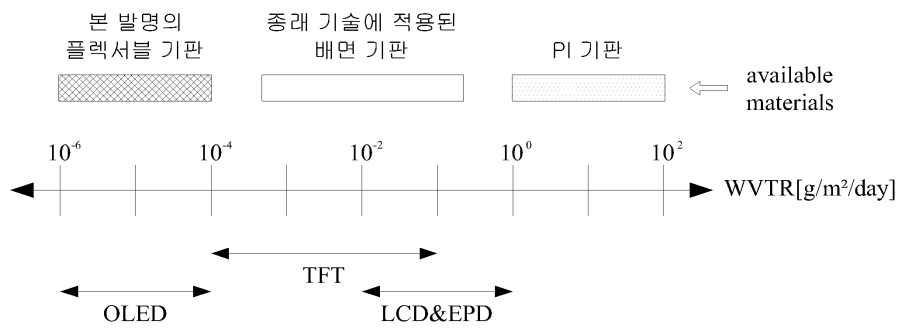 본 발명의
플렉서블 기판
종래 기술에 적용된
배면 기판
PI 기판
available
materials
10⁻⁶
10⁻⁴
10⁻²
10⁰
10²
WVTR[g/m²/day]
TFT
OLED
LCD&EPD